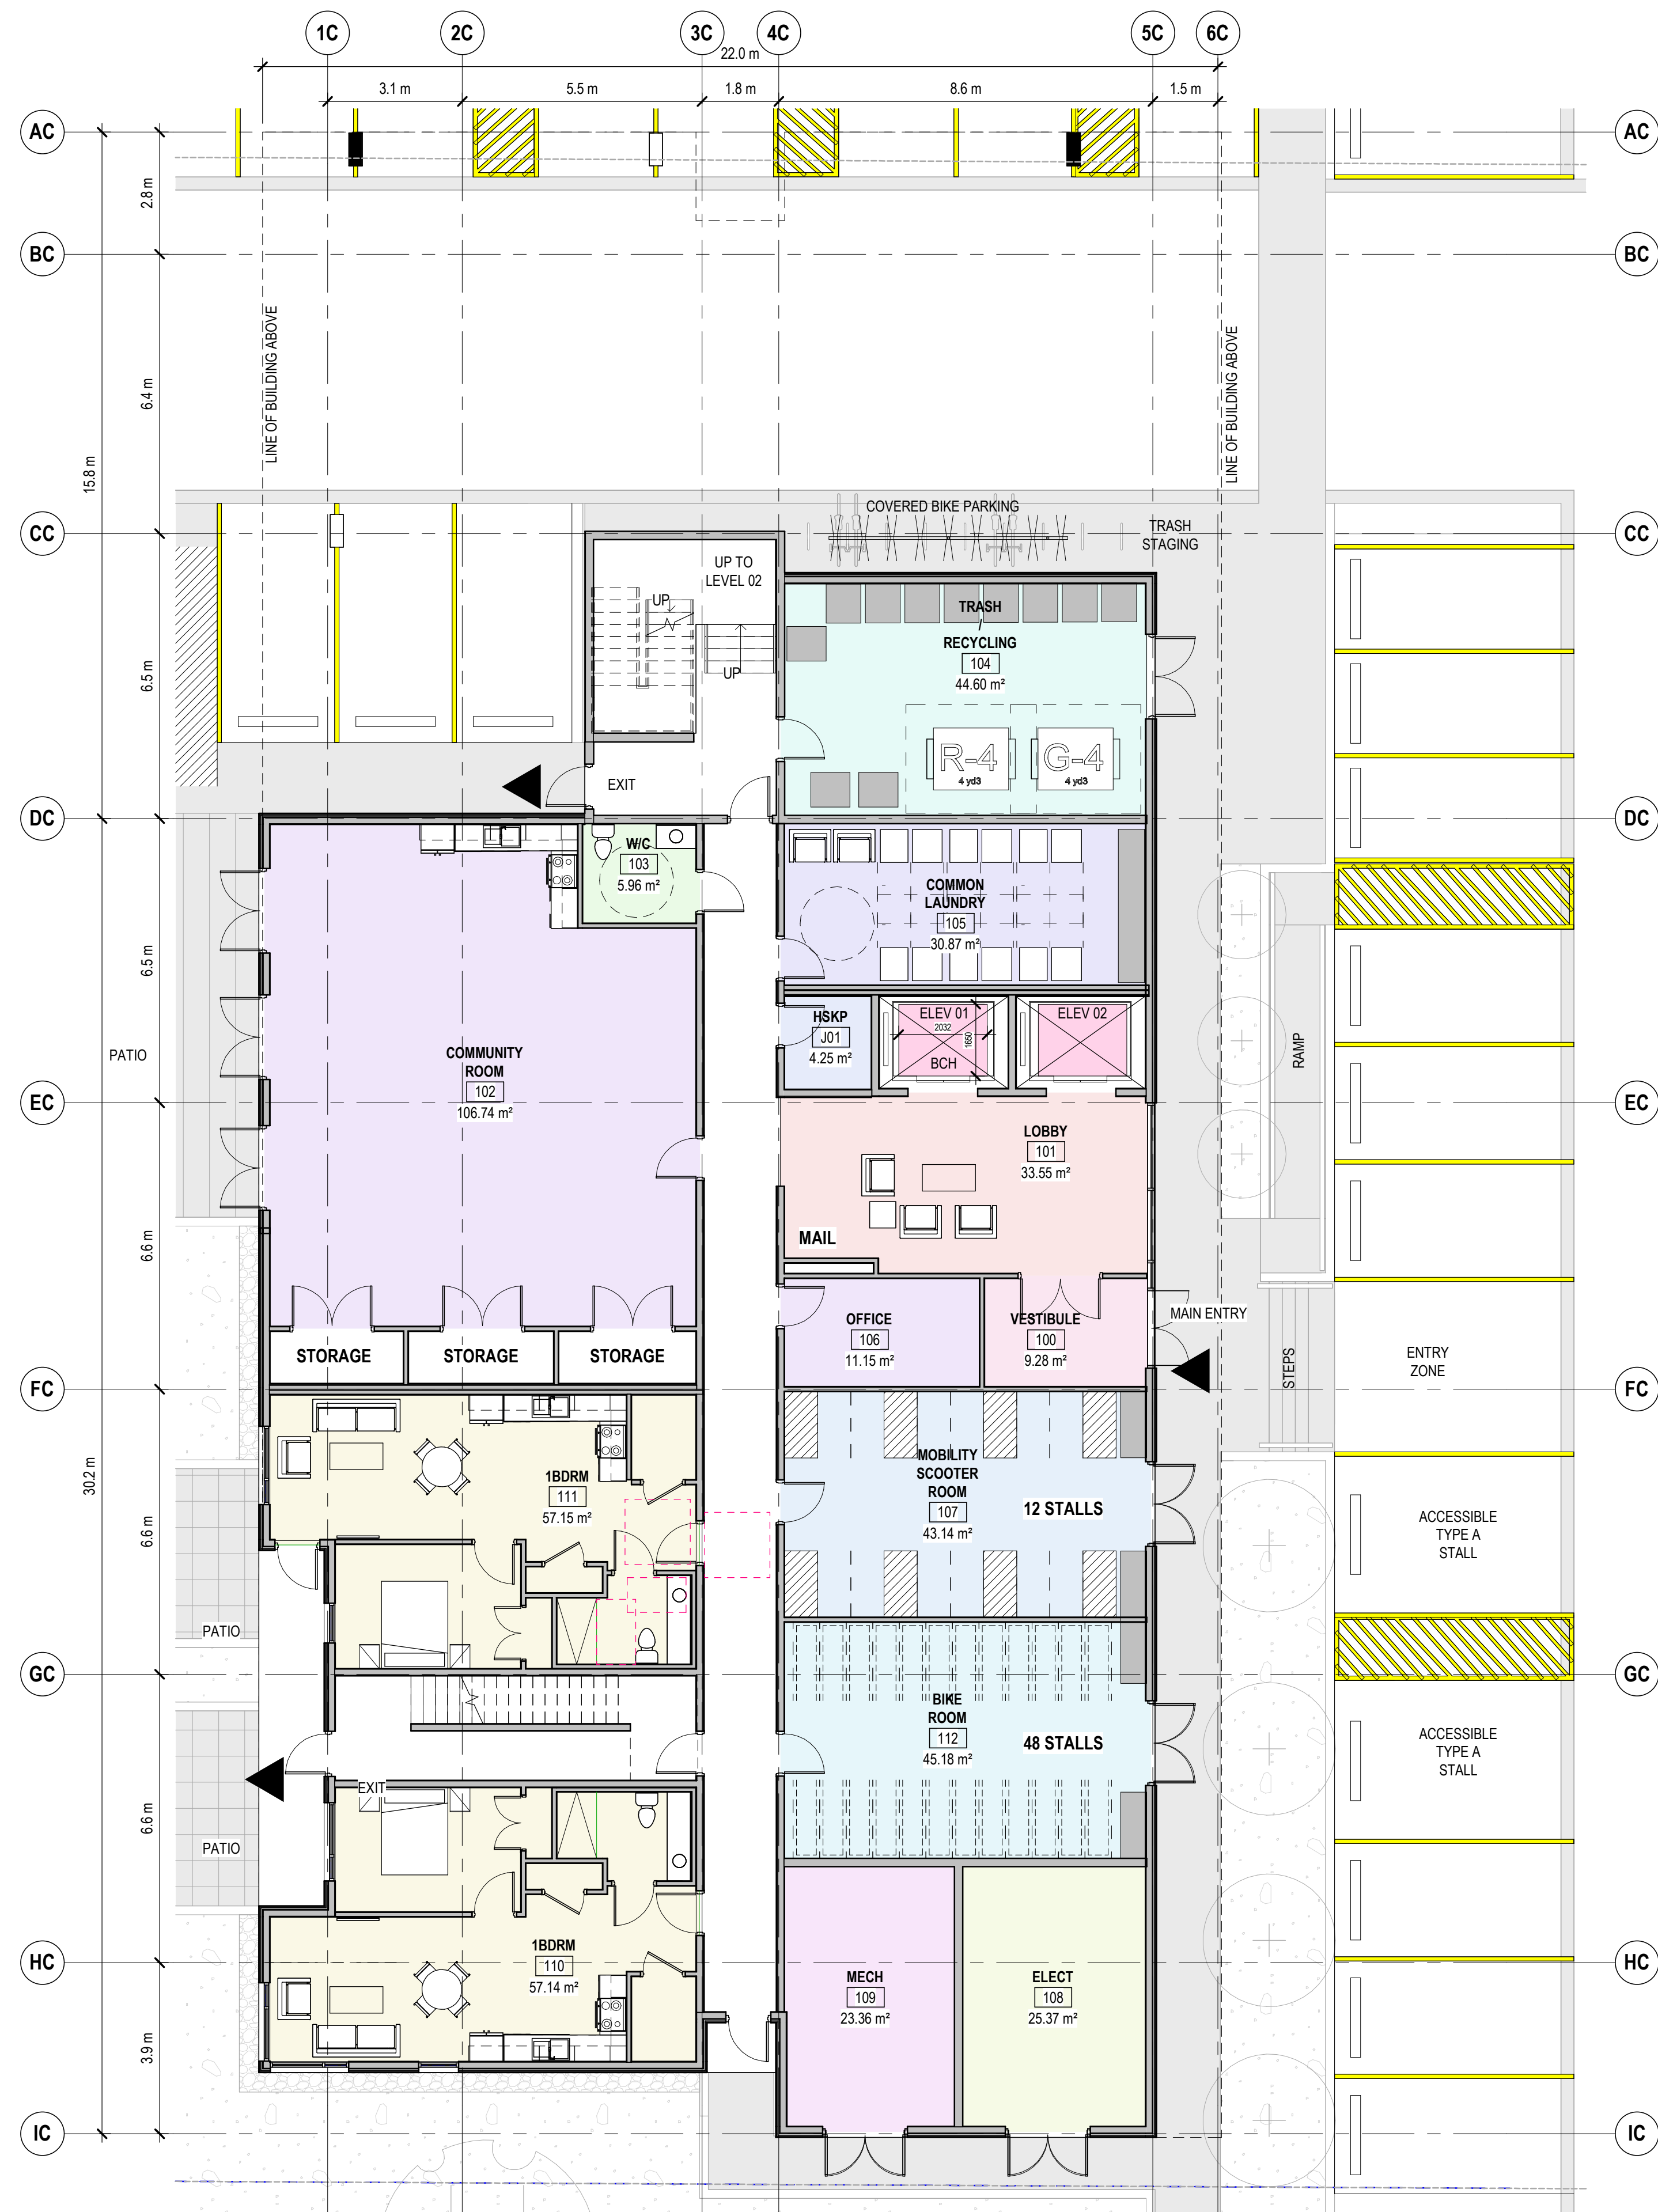 1C
2C
3C
4C
5C
6C
22.0 m
3.1 m
5.5 m
1.8 m
8.6 m
1.5 m
AC
AC
2.8 m
BC
BC
LINE OF BUILDING ABOVE
LINE OF BUILDING ABOVE
6.4 m
15.8 m
COVERED BIKE PARKING
CC
TRASH
STAGING
CC
UP TO
LEVEL 02
UP
UP
TRASH
/
RECYCLING
104
44.60 m²
6.5 m
R-4
4 yd3
G-4
4 yd3
EXIT
DC
DC
W/C
103
5.96 m²
COMMON
LAUNDRY
105
30.87 m²
6.5 m
HSKP
J01
4.25 m²
ELEV 01
2032
1650
BCH
ELEV 02
PATIO
COMMUNITY
ROOM
102
106.74 m²
RAMP
EC
EC
LOBBY
101
33.55 m²
MAIL
6.6 m
OFFICE
106
11.15 m²
VESTIBULE
100
9.28 m²
MAIN ENTRY
STORAGE
STORAGE
STORAGE
STEPS
ENTRY
ZONE
FC
FC
30.2 m
1BDRM
111
57.15 m²
MOBILITY
SCOOTER
ROOM
107
43.14 m²
12 STALLS
ACCESSIBLE
TYPE A
STALL
6.6 m
PATIO
GC
GC
BIKE
ROOM
112
45.18 m²
48 STALLS
ACCESSIBLE
TYPE A
STALL
EXIT
6.6 m
PATIO
1BDRM
110
57.14 m²
HC
HC
MECH
109
23.36 m²
ELECT
108
25.37 m²
3.9 m
IC
IC